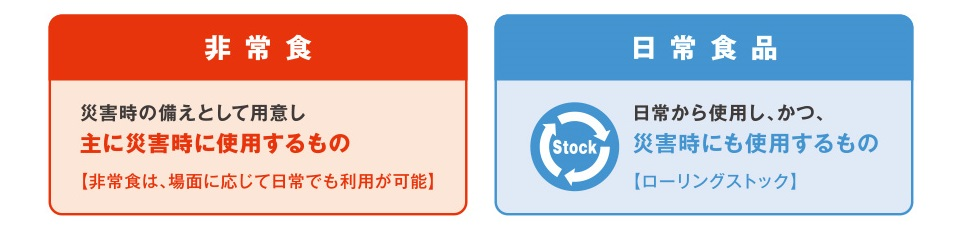 非常食
災害時の備えとして用意し
主に災害時に使用するもの
【非常食は、場面に応じて日常でも利用が可能】
日常食品
Stock
日常から使用し、かつ、
災害時にも使用するもの
【ローリングストック】